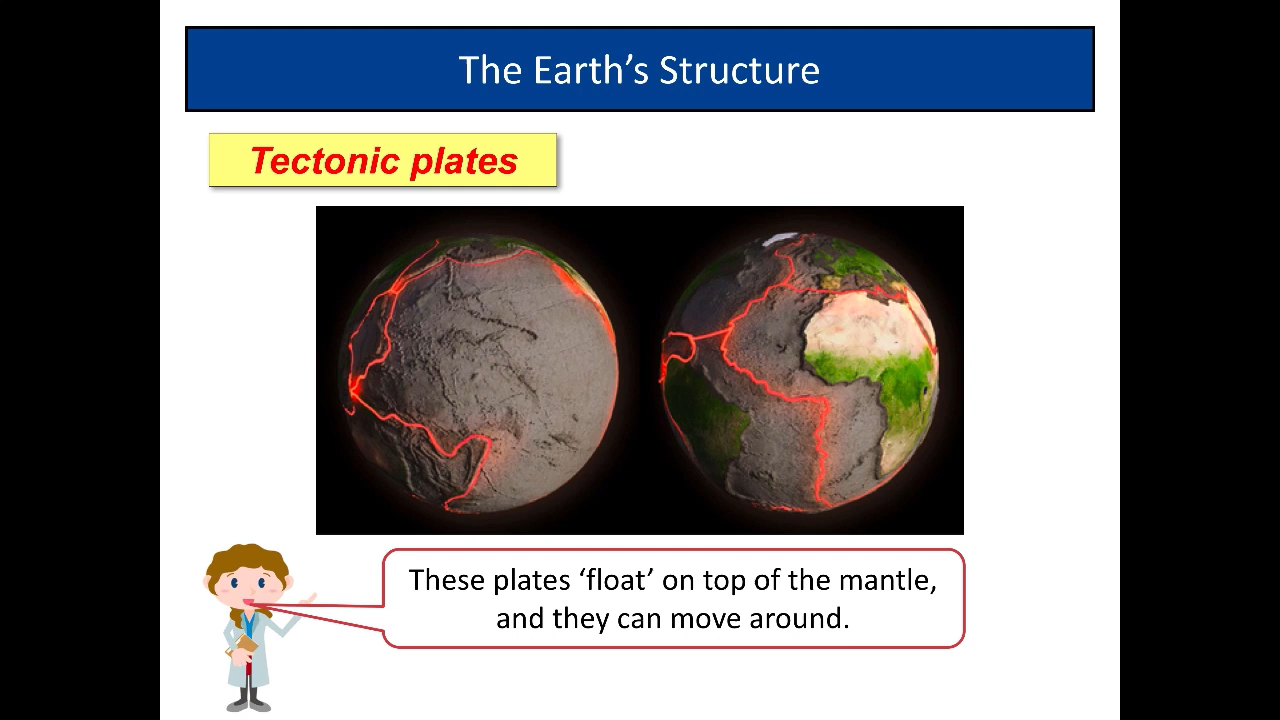 The Earth’s Structure
Tectonic plates
These plates ‘float’ on top of the mantle,
and they can move around.